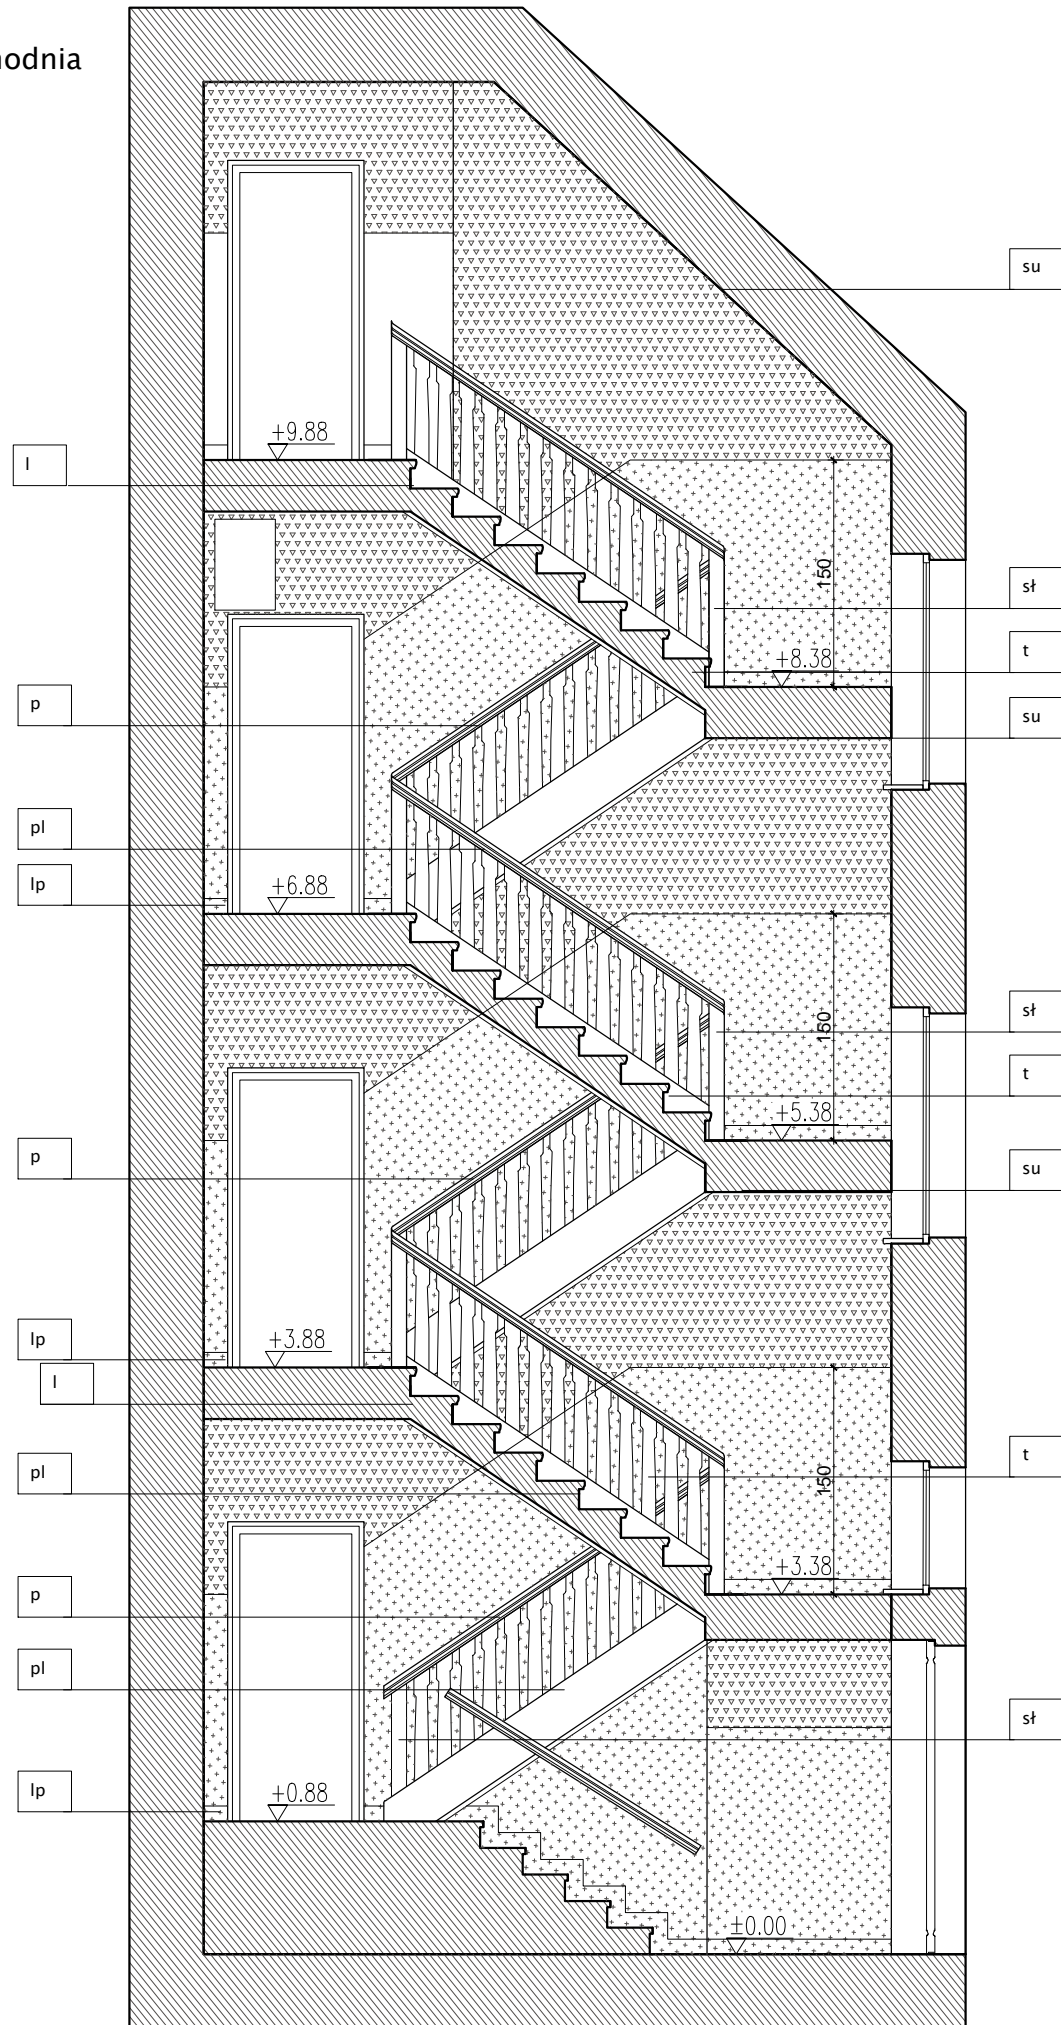 hodnia
su
+9.88
l
150
sł
+8.38
t
p
su
pl
lp
+6.88
sł
150
t
+5.38
p
su
lp
+3.88
l
t
pl
150
+3.38
p
pl
sł
lp
+0.88
±0.00